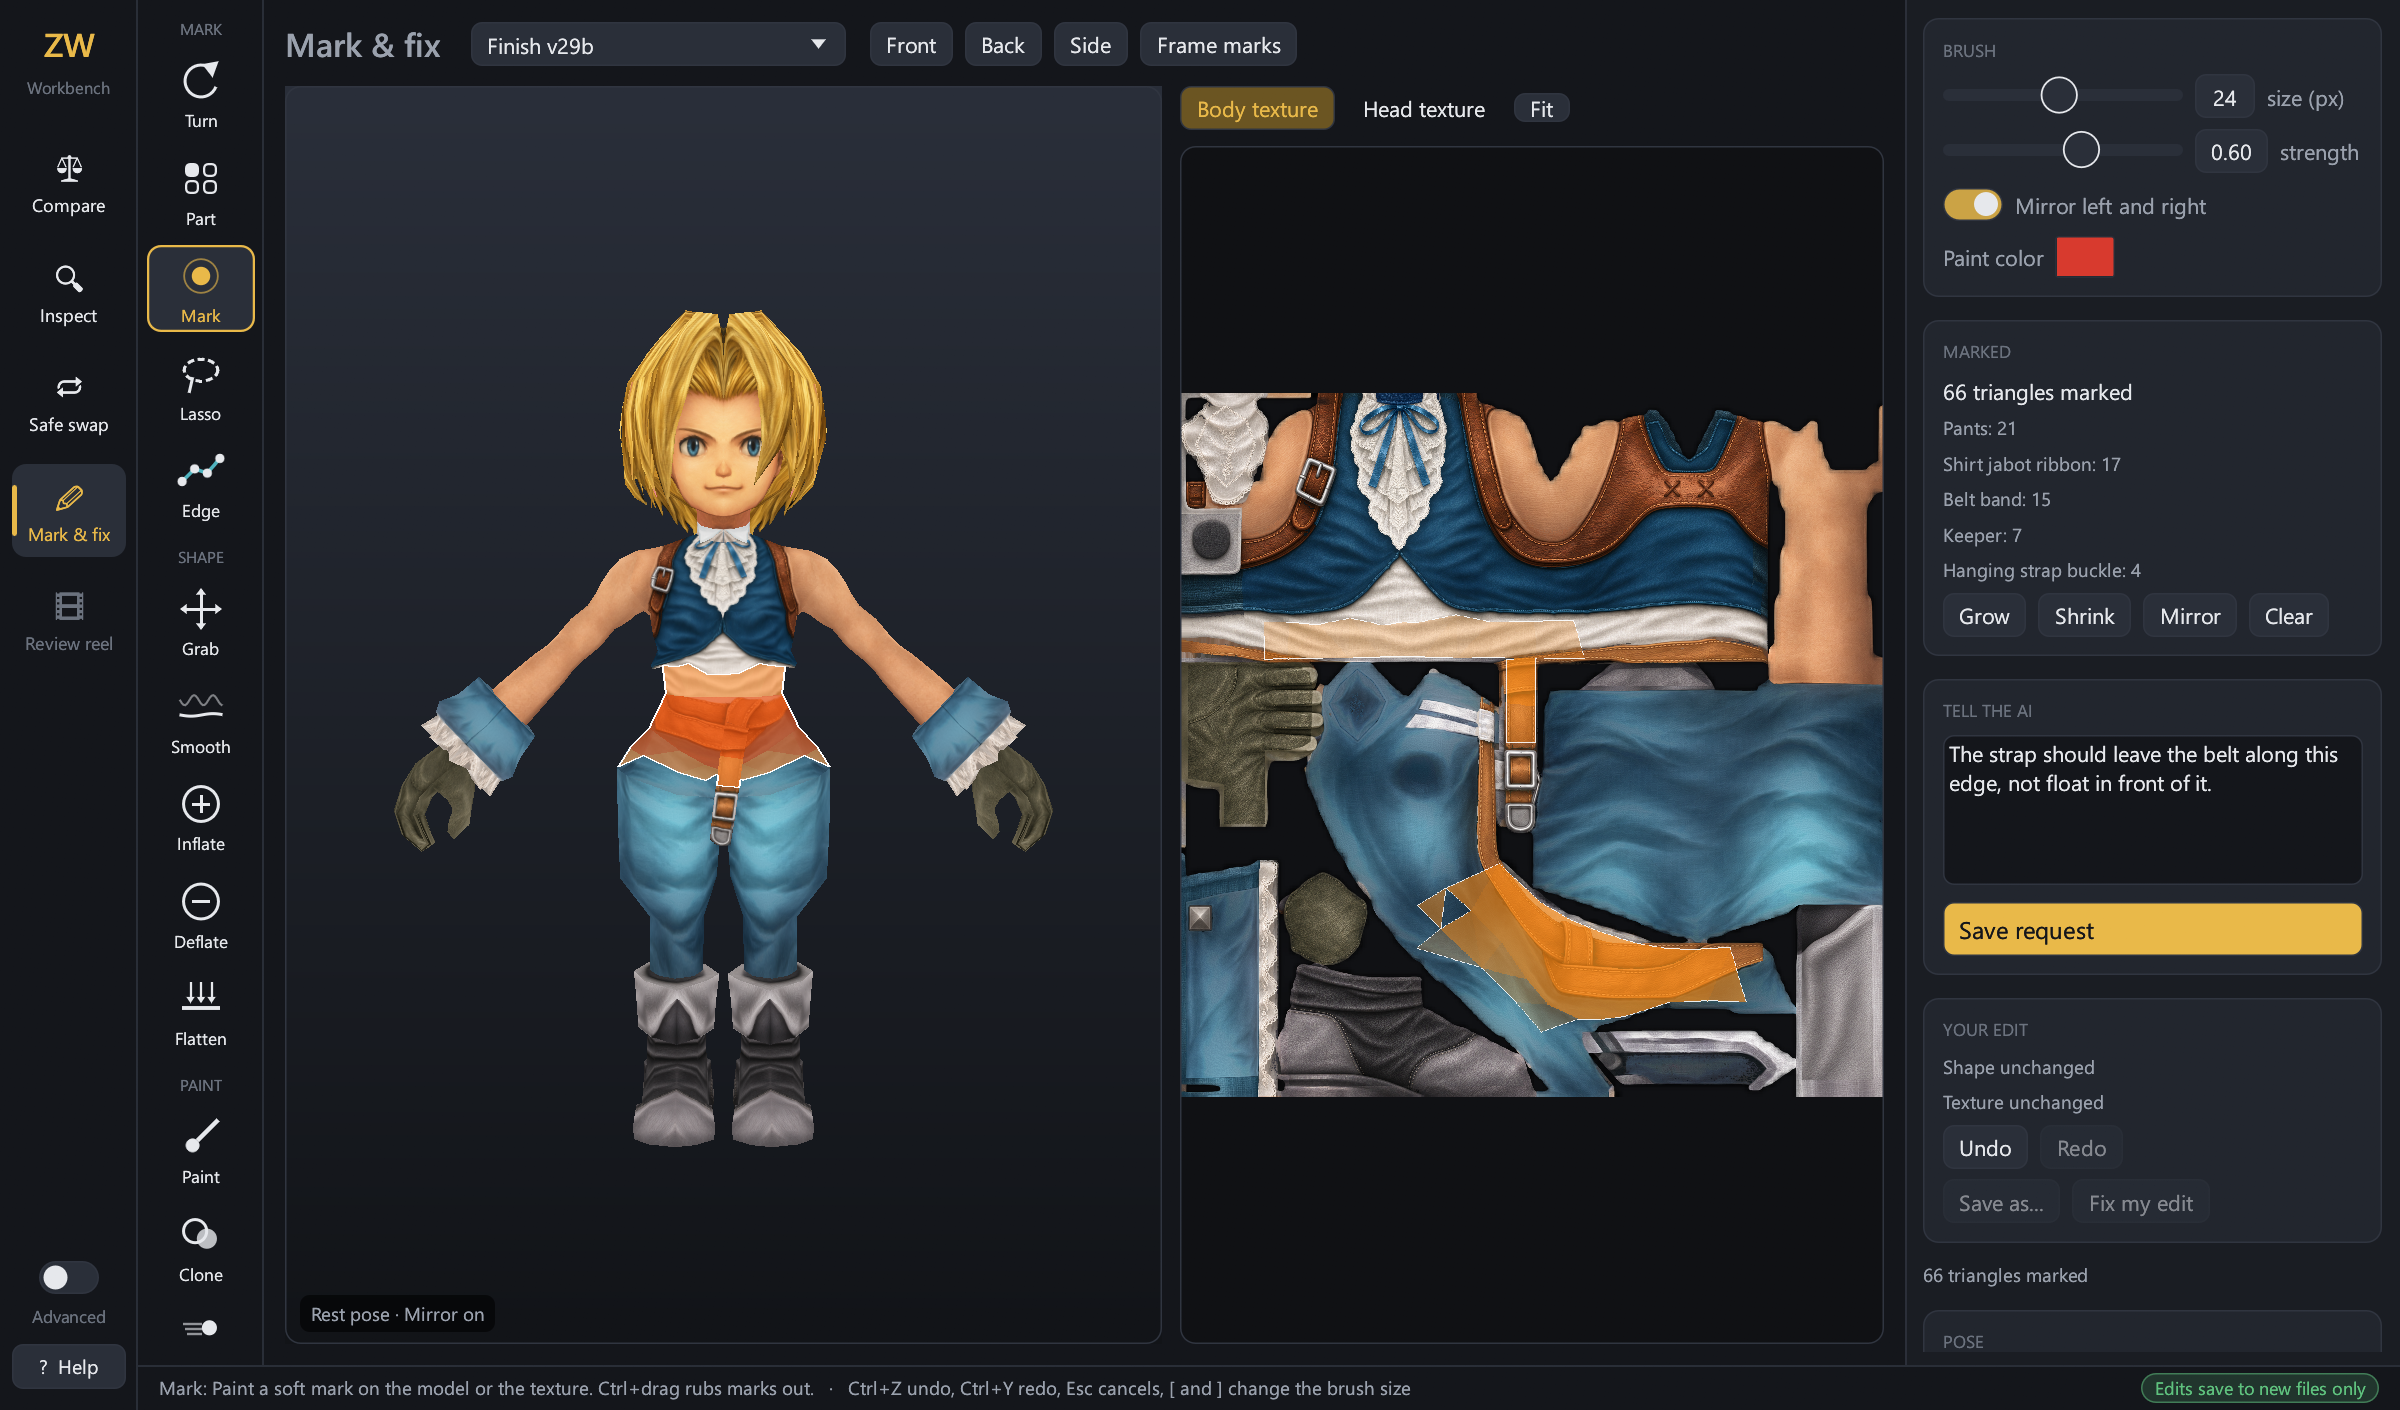 ZW
Workbench
Compare
Inspect
Safe swap
Mark & fix
Review reel
Advanced
? Help
MARK
Turn
Part
Mark
Lasso
Edge
SHAPE
Grab
Smooth
Inflate
Deflate
Flatten
PAINT
Paint
Clone
Mark & fix
Finish v29b
Front
Back
Side
Frame marks
Rest pose · Mirror on
Body texture
Head texture
Fit
BRUSH
24 size (px)
0.60 strength
Mirror left and right
Paint color
MARKED
66 triangles marked
Pants: 21
Shirt jabot ribbon: 17
Belt band: 15
Keeper: 7
Hanging strap buckle: 4
Grow
Shrink
Mirror
Clear
TELL THE AI
The strap should leave the belt along this
edge, not float in front of it.
Save request
YOUR EDIT
Shape unchanged
Texture unchanged
Undo
Redo
Save as...
Fix my edit
66 triangles marked
POSE
Mark: Paint a soft mark on the model or the texture. Ctrl+drag rubs marks out. · Ctrl+Z undo, Ctrl+Y redo, Esc cancels, [ and ] change the brush size
Edits save to new files only